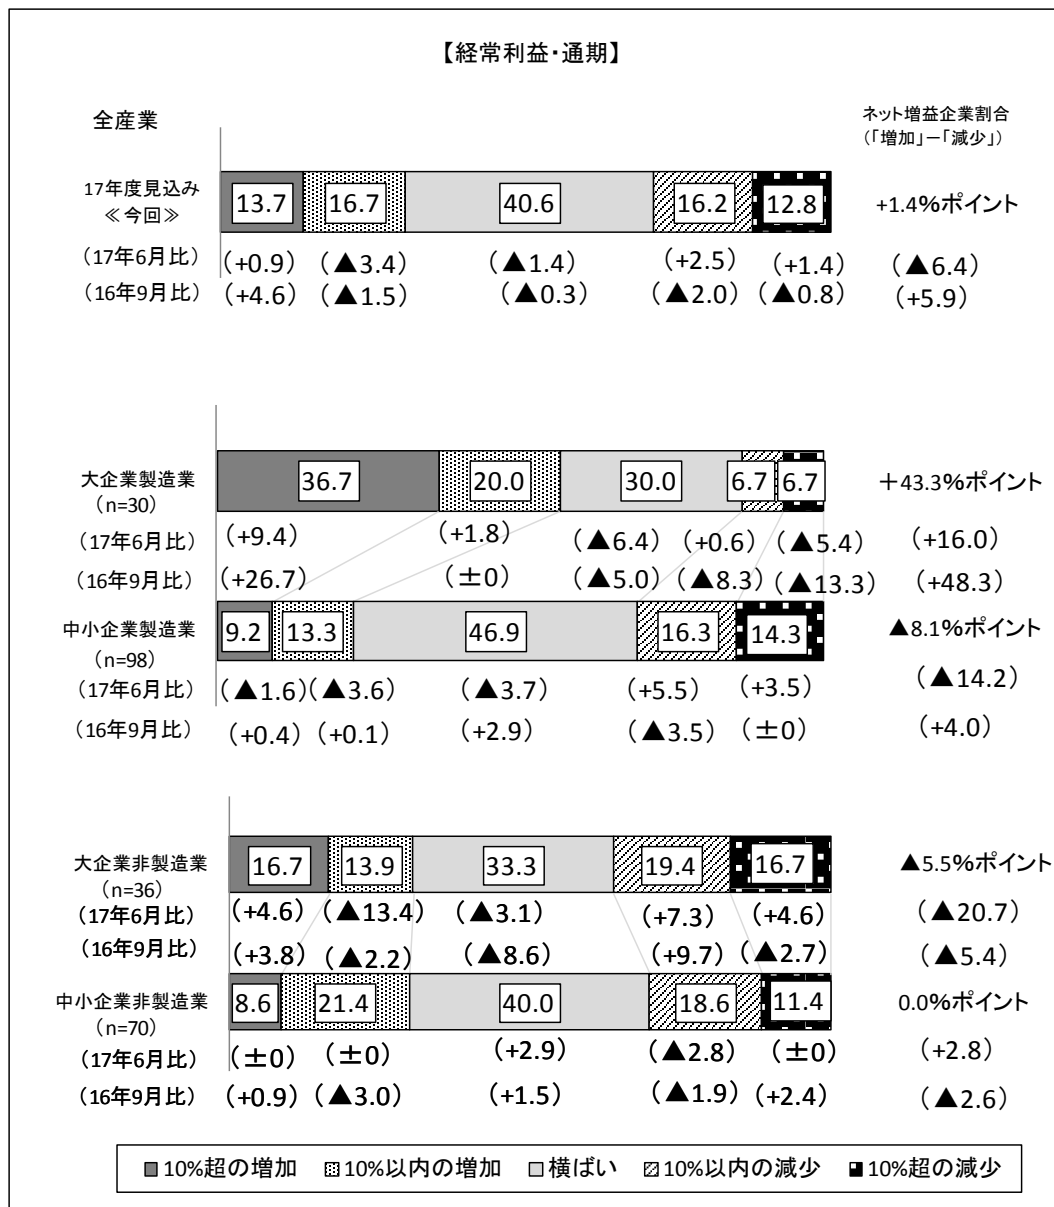 【経常利益・通期】
全産業
ネット増益企業割合
(「増加」－「減少」)
17年度見込み
≪今回≫
13.7 16.7 40.6 16.2 12.8 +1.4%ポイント
(17年6月比) (+0.9) (▲3.4) (▲1.4) (+2.5) (+1.4) (▲6.4)
(16年9月比) (+4.6) (▲1.5) (▲0.3) (▲2.0) (▲0.8) (+5.9)
大企業製造業
(n=30)
36.7 20.0 30.0 6.7 6.7 ＋43.3%ポイント
(17年6月比) (+9.4) (+1.8) (▲6.4) (+0.6) (▲5.4) (+16.0)
(16年9月比) (+26.7) (±0) (▲5.0) (▲8.3) (▲13.3) (+48.3)
中小企業製造業
(n=98)
9.2 13.3 46.9 16.3 14.3 ▲8.1%ポイント
(17年6月比) (▲1.6) (▲3.6) (▲3.7) (+5.5) (+3.5) (▲14.2)
(16年9月比) (+0.4) (+0.1) (+2.9) (▲3.5) (±0) (+4.0)
大企業非製造業
(n=36)
16.7 13.9 33.3 19.4 16.7 ▲5.5%ポイント
(17年6月比) (+4.6) (▲13.4) (▲3.1) (+7.3) (+4.6) (▲20.7)
(16年9月比) (+3.8) (▲2.2) (▲8.6) (+9.7) (▲2.7) (▲5.4)
中小企業非製造業
(n=70)
8.6 21.4 40.0 18.6 11.4 0.0%ポイント
(17年6月比) (±0) (±0) (+2.9) (▲2.8) (±0) (+2.8)
(16年9月比) (+0.9) (▲3.0) (+1.5) (▲1.9) (+2.4) (▲2.6)
10%超の増加 10%以内の増加 横ばい 10%以内の減少 10%超の減少